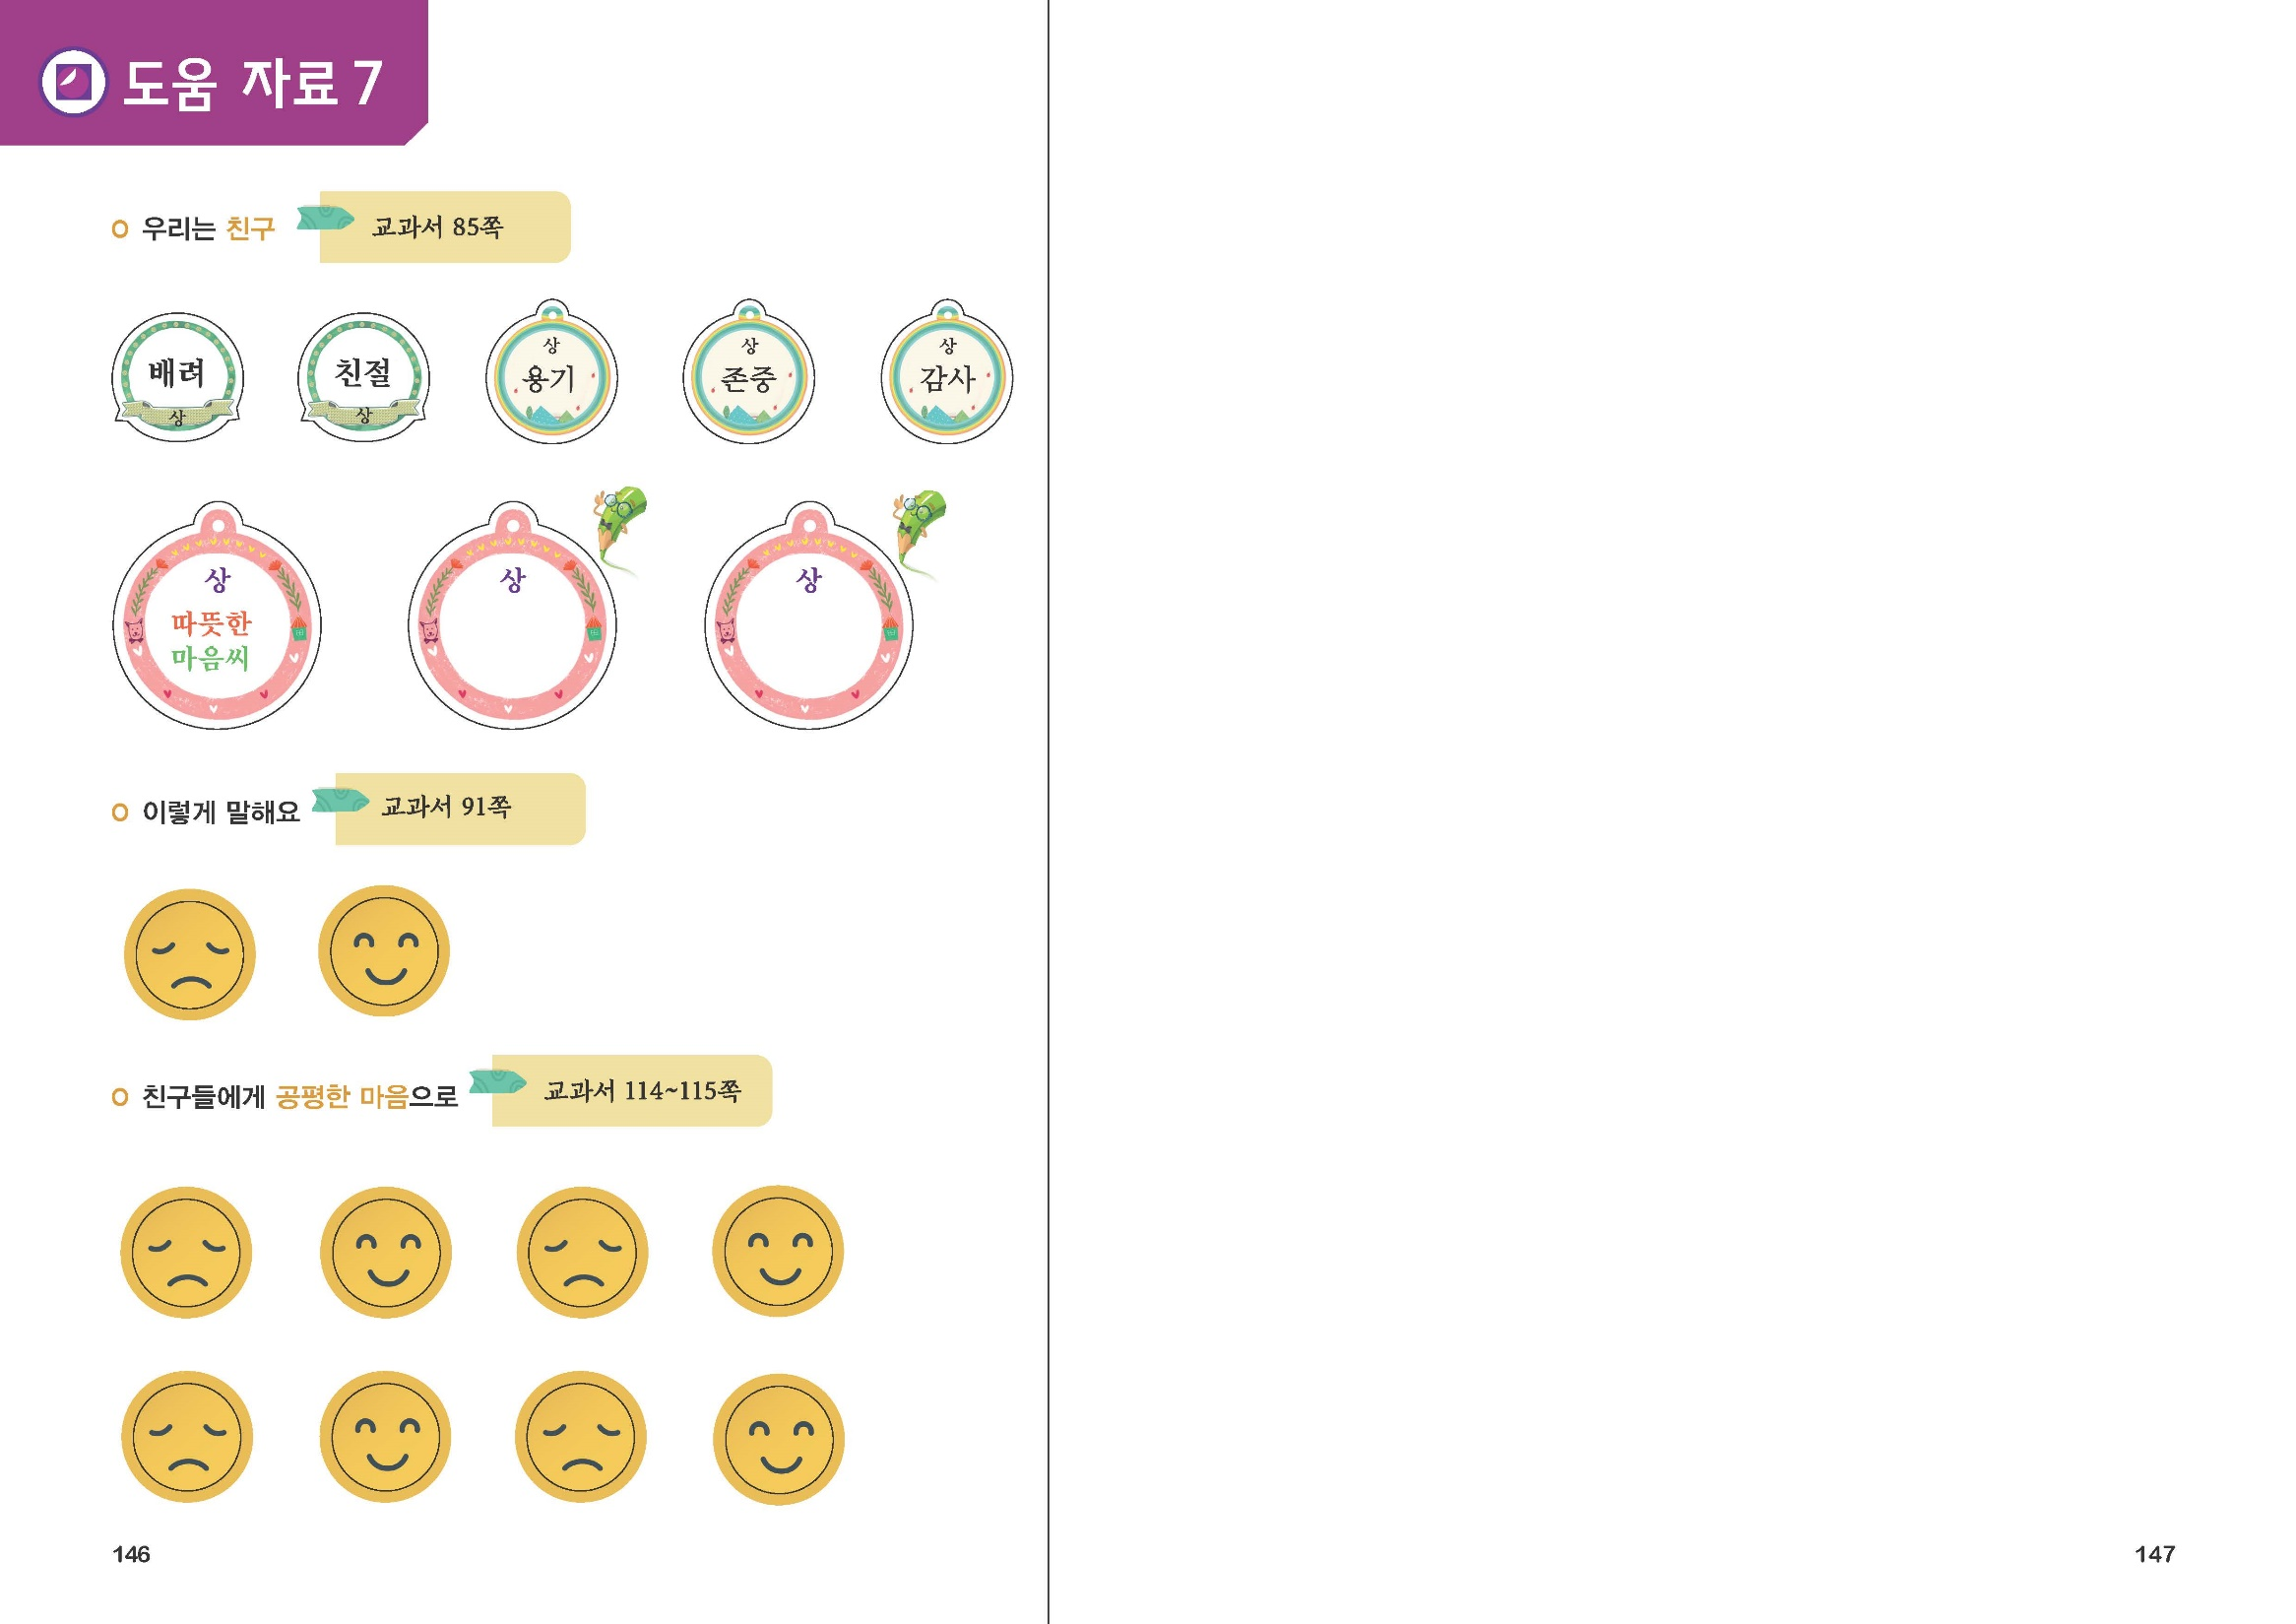 도움 자료 7
우리는 친구 교과서 85쪽
배려
상
친절
상
상
용기
상
존중
상
감사
상
따뜻한
마음씨
상
상
이렇게 말해요 교과서 91쪽
친구들에게 공평한 마음으로 교과서 114~115쪽
146
147